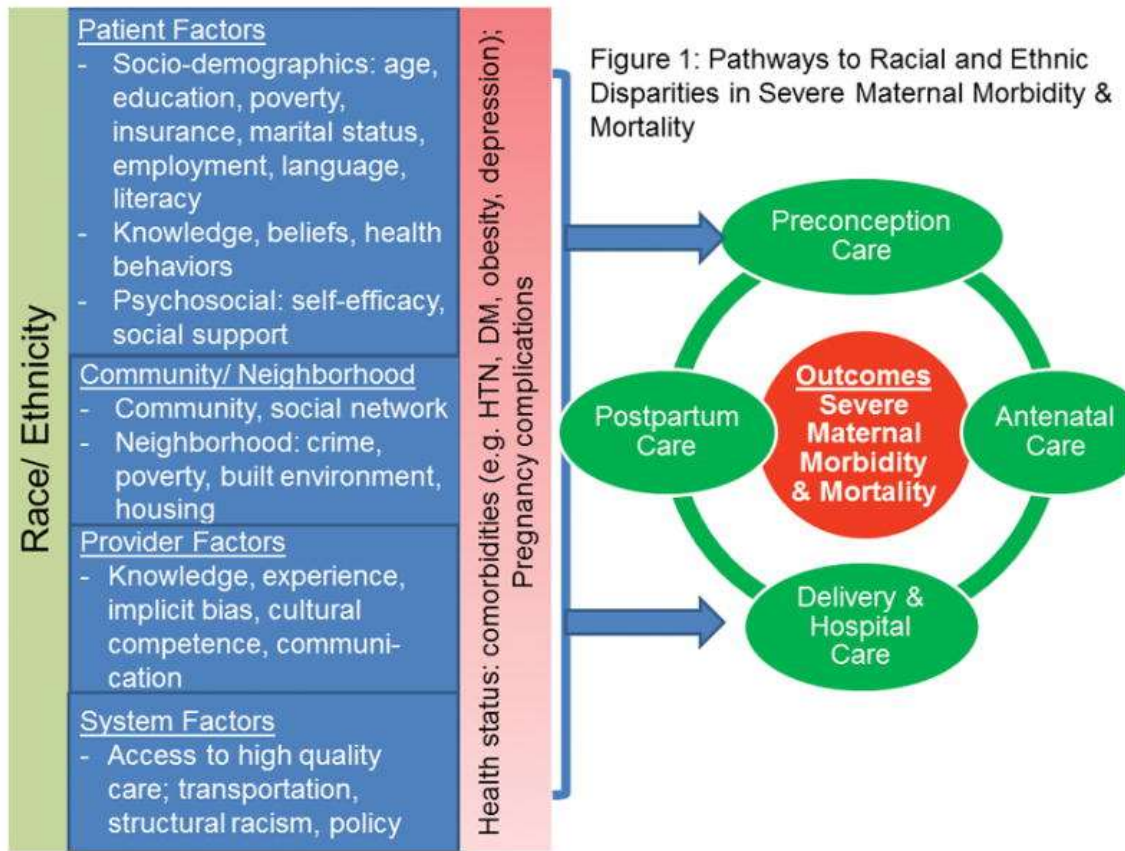 Race/ Ethnicity
Patient Factors
- Socio-demographics: age,
education, poverty,
insurance, marital status,
employment, language,
literacy
- Knowledge, beliefs, health
behaviors
- Psychosocial: self-efficacy,
social support
Community/ Neighborhood
- Community, social network
- Neighborhood: crime,
poverty, built environment,
housing
Provider Factors
- Knowledge, experience,
implicit bias, cultural
competence, communi-
cation
System Factors
- Access to high quality
care; transportation,
structural racism, policy
Health status: comorbidities (e.g. HTN, DM, obesity, depression);
Pregnancy complications
Figure 1: Pathways to Racial and Ethnic
Disparities in Severe Maternal Morbidity &
Mortality
Preconception
Care
Postpartum
Care
Outcomes
Severe
Maternal
Morbidity
& Mortality
Antenatal
Care
Delivery &
Hospital
Care